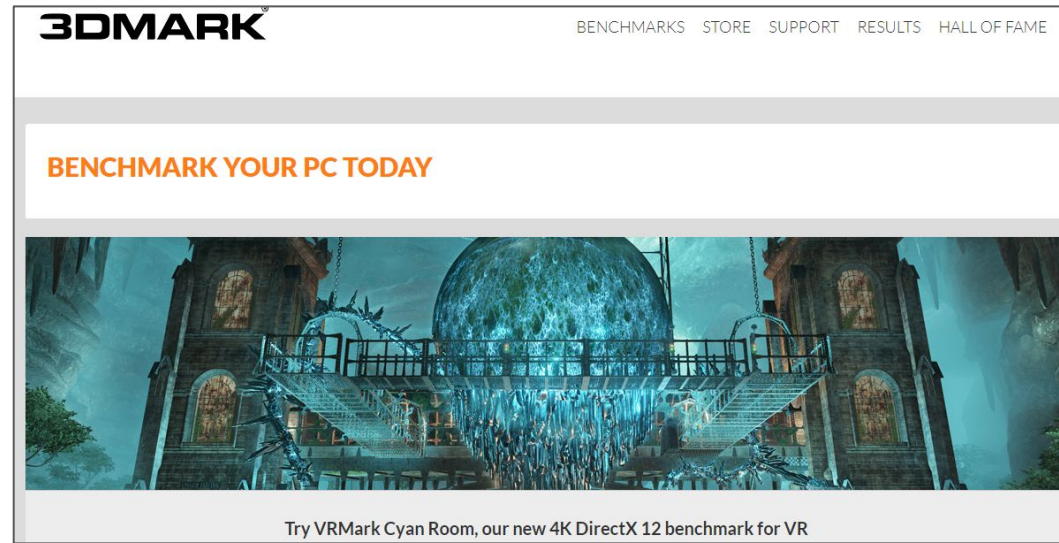 3DMARK®
BENCHMARKS STORE SUPPORT RESULTS HALL OF FAME
BENCHMARK YOUR PC TODAY
Try VRMark Cyan Room, our new 4K DirectX 12 benchmark for VR